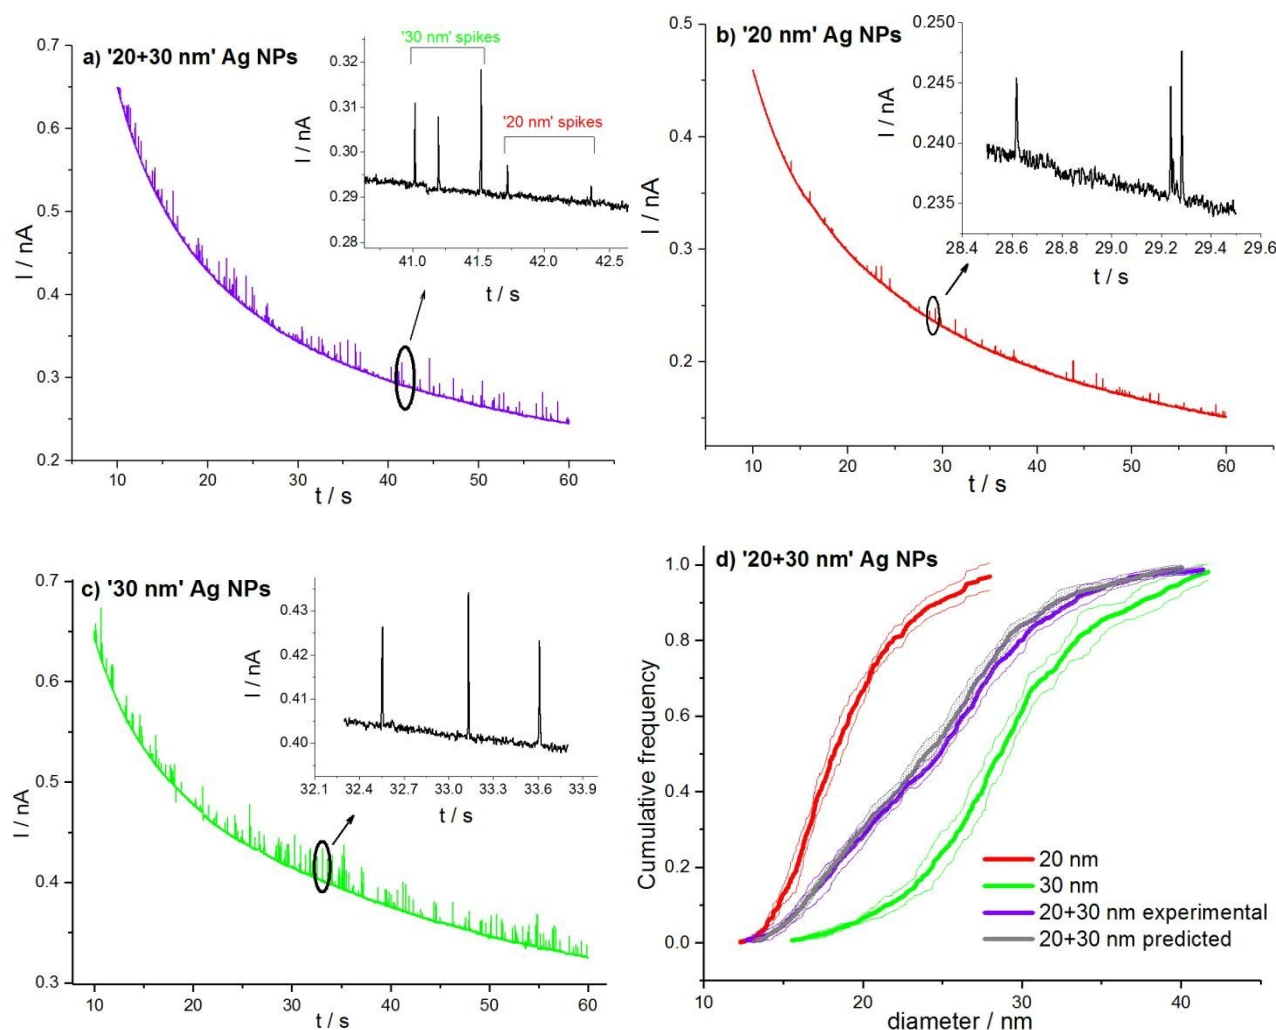 a) '20+30 nm' Ag NPs
0.7
0.6
0.5
0.4
0.3
0.2
I / nA
10 20 30 40 50 60
t / s
'30 nm' spikes
'20 nm' spikes
0.32
0.31
0.30
0.29
0.28
I / nA
41.0 41.5 42.0 42.5
t / s
b) '20 nm' Ag NPs
0.5
0.4
0.3
0.2
I / nA
10 20 30 40 50 60
t / s
0.250
0.245
0.240
0.235
I / nA
28.4 28.6 28.8 29.0 29.2 29.4 29.6
t / s
c) '30 nm' Ag NPs
0.7
0.6
0.5
0.4
0.3
I / nA
10 20 30 40 50 60
t / s
0.43
0.42
0.41
0.40
I / nA
32.1 32.4 32.7 33.0 33.3 33.6 33.9
t / s
d) '20+30 nm' Ag NPs
1.0
0.8
0.6
0.4
0.2
0.0
Cumulative frequency
10 20 30 40
diameter / nm
20 nm
30 nm
20+30 nm experimental
20+30 nm predicted